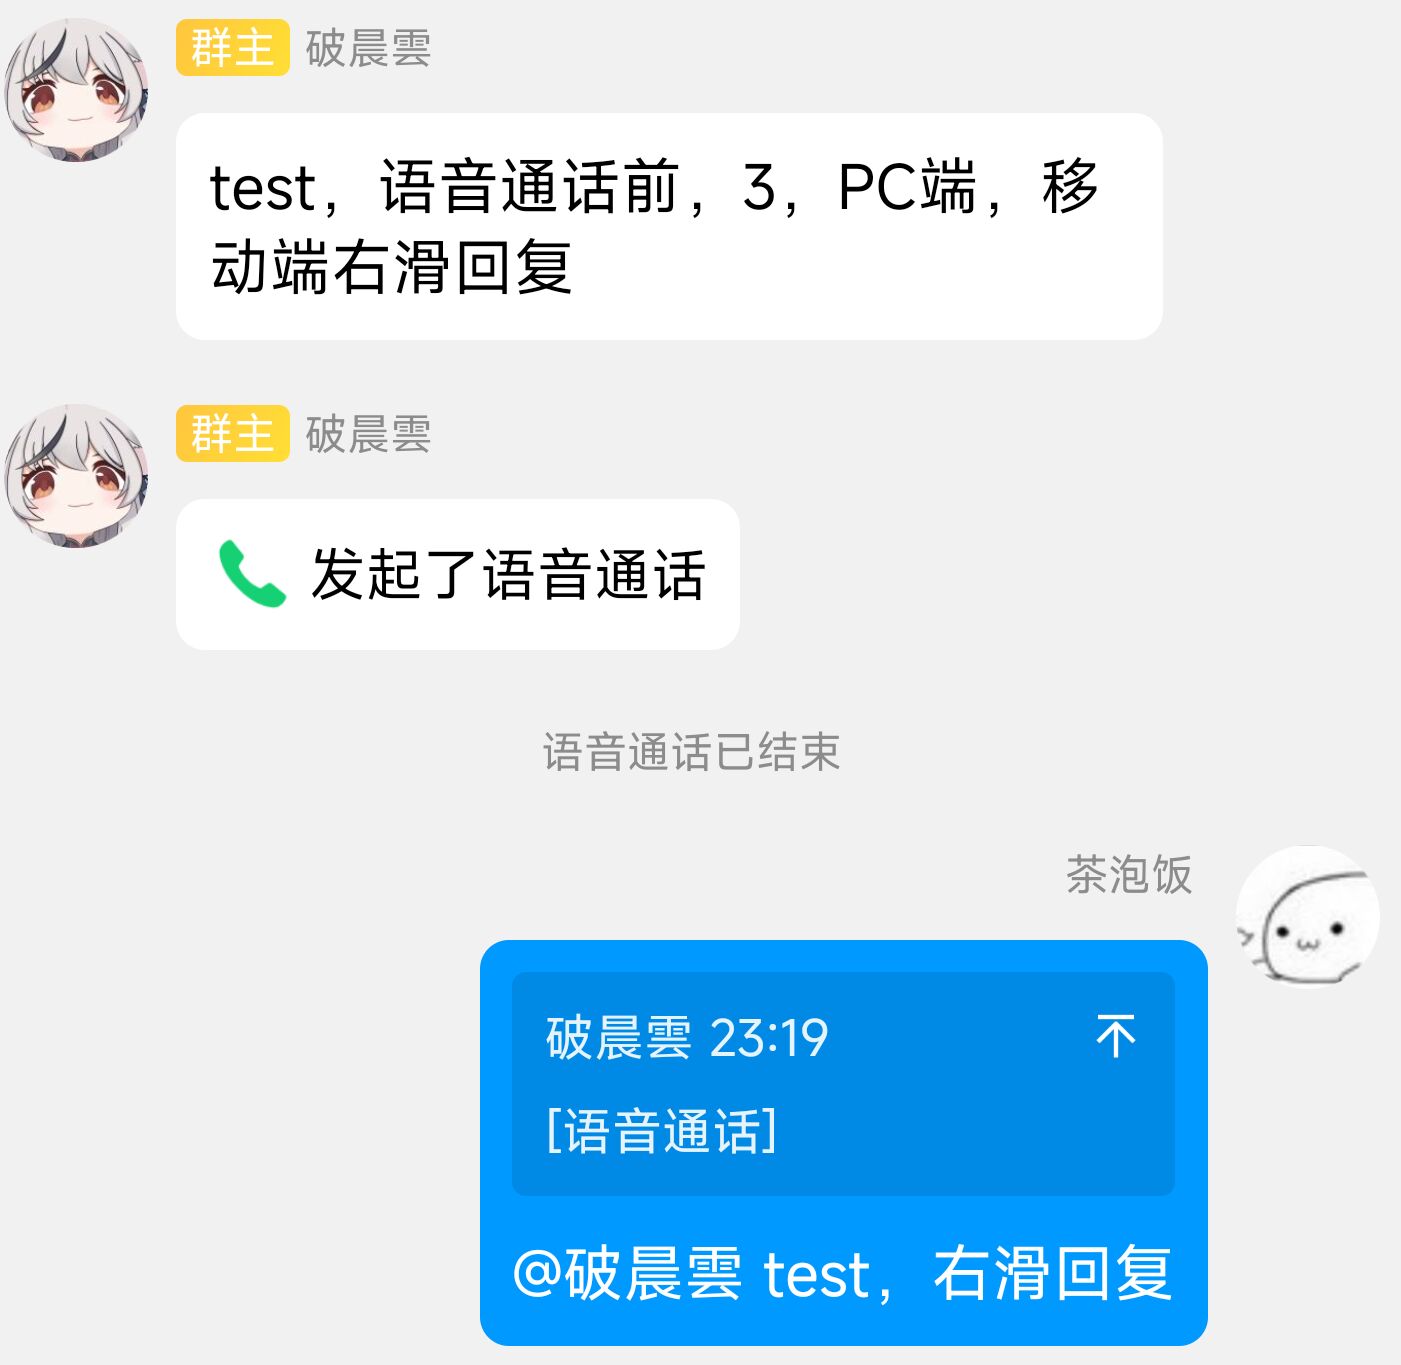 群主 破晨雲
test，语音通话前，3，PC端，移
动端右滑回复
群主 破晨雲
发起了语音通话
语音通话已结束
茶泡饭
破晨雲 23:19
[语音通话]
@破晨雲 test，右滑回复